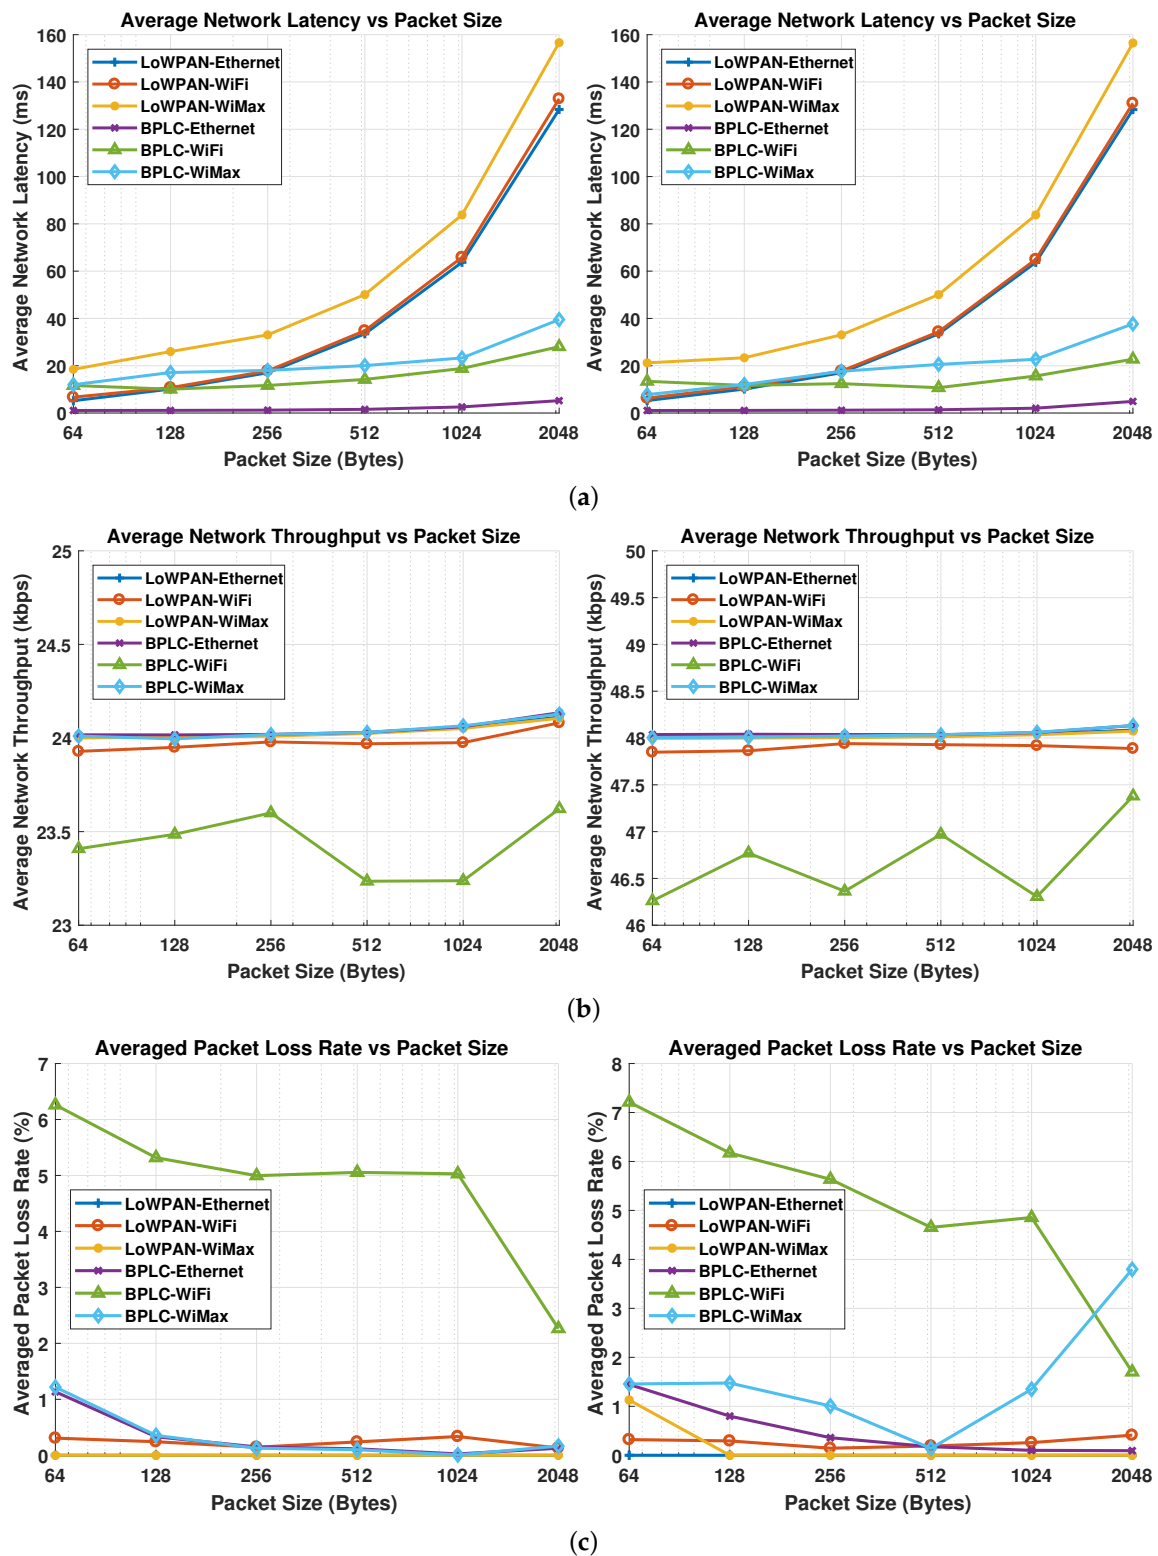 Average Network Latency vs Packet Size
Average Network Latency (ms)
160
140
120
100
80
60
40
20
0
LoWPAN-Ethernet
LoWPAN-WiFi
LoWPAN-WiMax
BPLC-Ethernet
BPLC-WiFi
BPLC-WiMax
64 128 256 512 1024 2048
Packet Size (Bytes)
Average Network Latency vs Packet Size
Average Network Latency (ms)
160
140
120
100
80
60
40
20
0
LoWPAN-Ethernet
LoWPAN-WiFi
LoWPAN-WiMax
BPLC-Ethernet
BPLC-WiFi
BPLC-WiMax
64 128 256 512 1024 2048
Packet Size (Bytes)
(a)
Average Network Throughput vs Packet Size
Average Network Throughput (kbps)
25
24.5
24
23.5
23
LoWPAN-Ethernet
LoWPAN-WiFi
LoWPAN-WiMax
BPLC-Ethernet
BPLC-WiFi
BPLC-WiMax
64 128 256 512 1024 2048
Packet Size (Bytes)
Average Network Throughput vs Packet Size
Average Network Throughput (kbps)
50
49.5
49
48.5
48
47.5
47
46.5
46
LoWPAN-Ethernet
LoWPAN-WiFi
LoWPAN-WiMax
BPLC-Ethernet
BPLC-WiFi
BPLC-WiMax
64 128 256 512 1024 2048
Packet Size (Bytes)
(b)
Averaged Packet Loss Rate vs Packet Size
Averaged Packet Loss Rate (%)
7
6
5
4
3
2
1
0
LoWPAN-Ethernet
LoWPAN-WiFi
LoWPAN-WiMax
BPLC-Ethernet
BPLC-WiFi
BPLC-WiMax
64 128 256 512 1024 2048
Packet Size (Bytes)
Averaged Packet Loss Rate vs Packet Size
Averaged Packet Loss Rate (%)
8
7
6
5
4
3
2
1
0
LoWPAN-Ethernet
LoWPAN-WiFi
LoWPAN-WiMax
BPLC-Ethernet
BPLC-WiFi
BPLC-WiMax
64 128 256 512 1024 2048
Packet Size (Bytes)
(c)